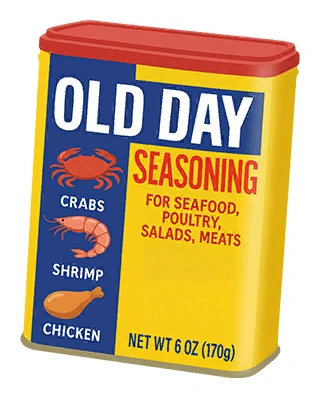 OLD DAY
SEASONING
FOR SEAFOOD,
POULTRY,
SALADS, MEATS
CRABS
SHRIMP
CHICKEN
NET WT 6 OZ (170g)